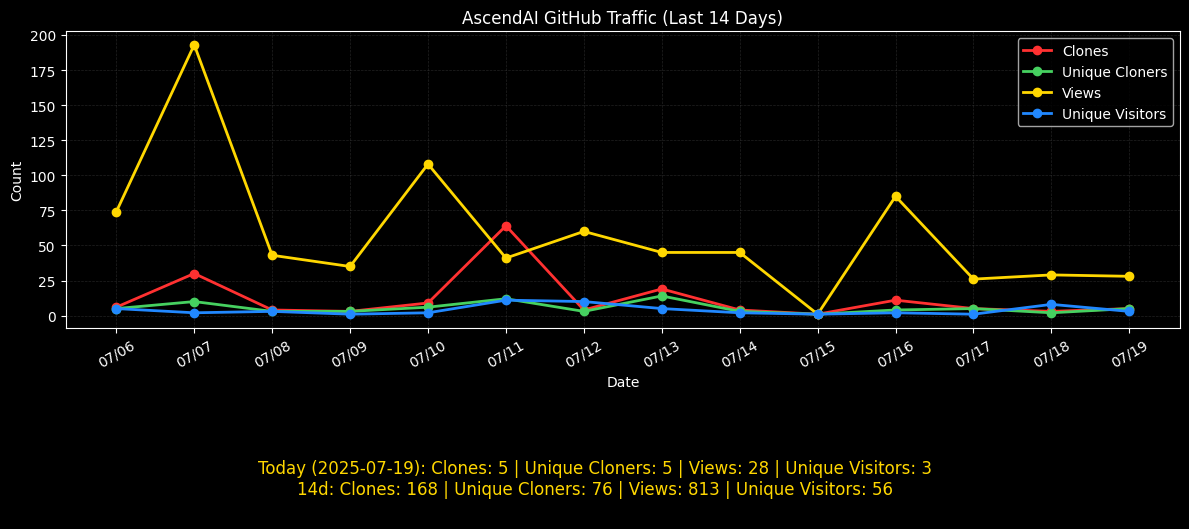 AscendAI GitHub Traffic (Last 14 Days)
200
175
150
125
100
75
50
25
0
Count
Clones
Unique Cloners
Views
Unique Visitors
07/06
07/07
07/08
07/09
07/10
07/11
07/12
07/13
07/14
07/15
07/16
07/17
07/18
07/19
Date
Today (2025-07-19): Clones: 5 | Unique Cloners: 5 | Views: 28 | Unique Visitors: 3
14d: Clones: 168 | Unique Cloners: 76 | Views: 813 | Unique Visitors: 56